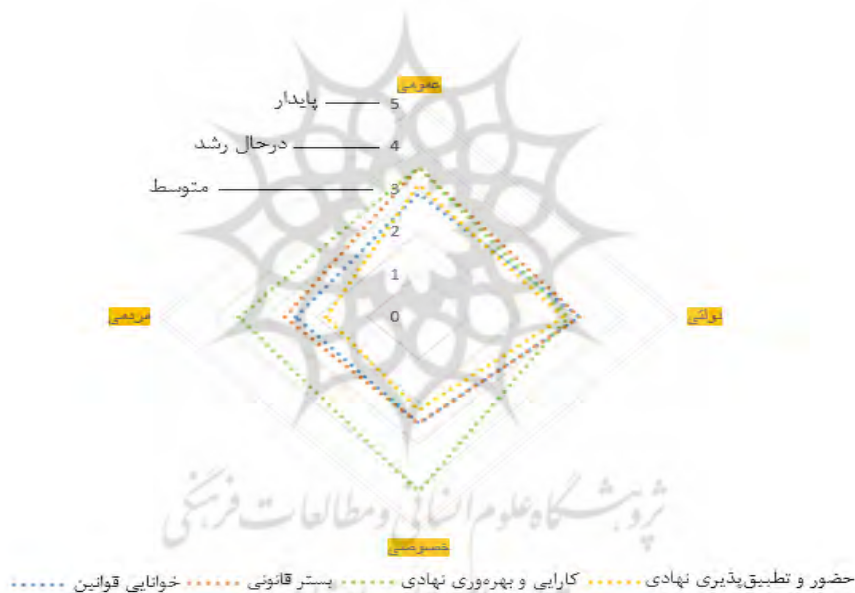 عمومی
5
پایدار
4
درحال رشد
3
متوسط
2
1
0
دولتی
مردمی
خصوصی
پژوهشگاه علوم انسانی و مطالعات فرهنگی
حضور و تطبیق‌پذیری نهادی کارایی و بهره‌وری نهادی بستر قانونی خوانایی قوانین